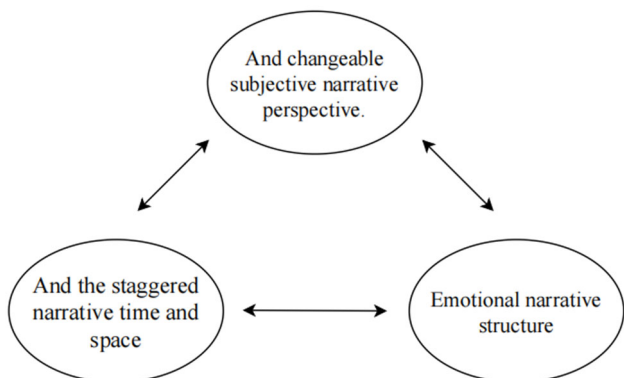 And changeable
subjective narrative
perspective.
And the staggered
narrative time and
space
Emotional narrative
structure